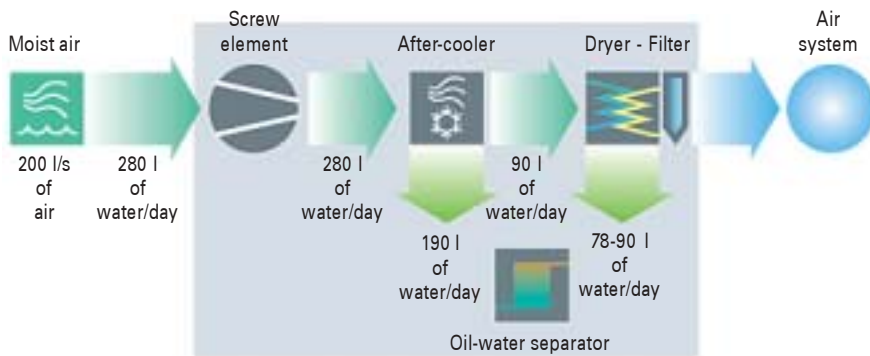 Moist air
Screw
element
After-cooler
Dryer - Filter
Air
system
200 l/s
of
air
280 l
of
water/day
280 l
of
water/day
90 l
of
water/day
190 l
of
water/day
78-90 l
of
water/day
Oil-water separator